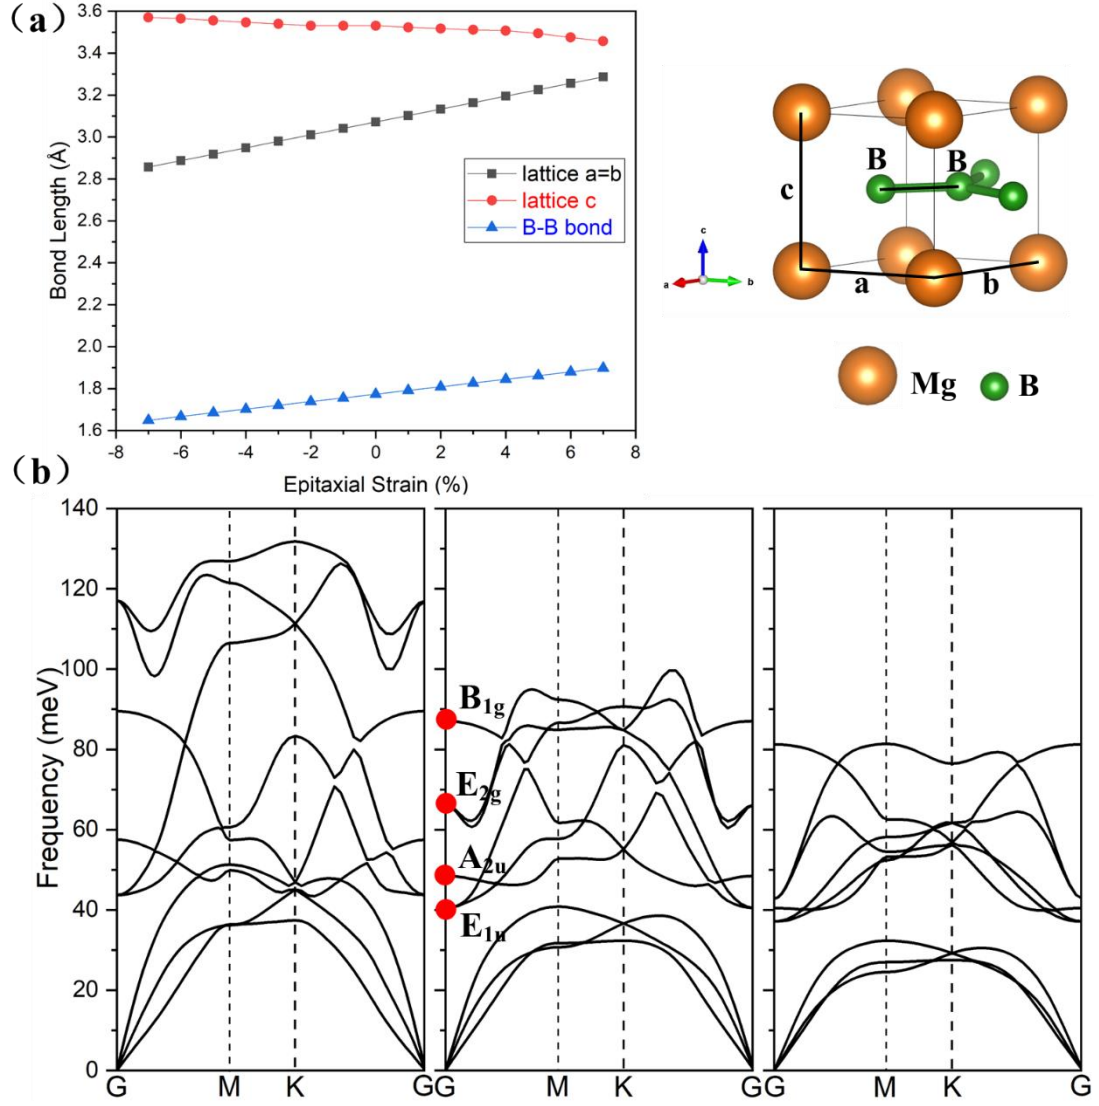 (a)
3.6
3.4
3.2
3.0
2.8
2.6
2.4
2.2
2.0
1.8
1.6
Bond Length (Å)
lattice a=b
lattice c
B-B bond
-8 -6 -4 -2 0 2 4 6 8
Epitaxial Strain (%)
B B
c
a b
c
a b
Mg B
(b)
140
120
100
80
60
40
20
0
Frequency (meV)
B1g
E2g
A2u
E1u
G M K G G M K G G M K G